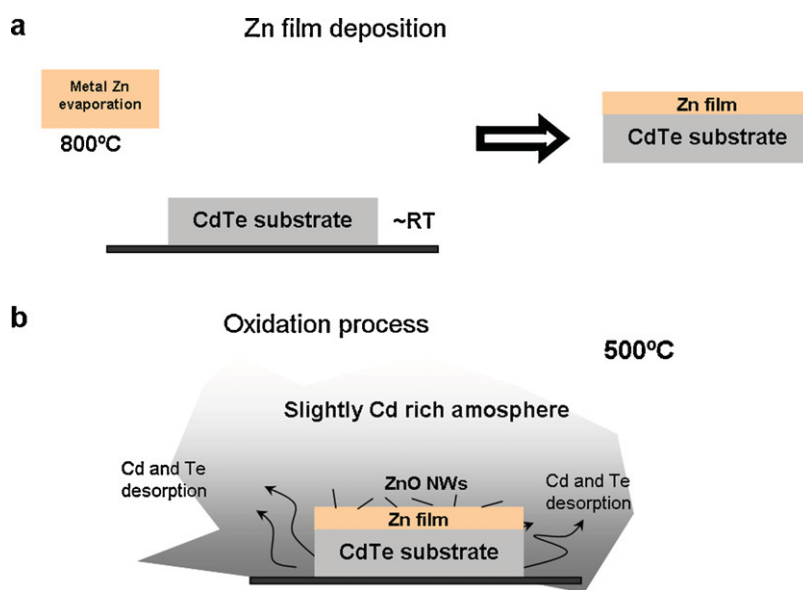 a
Zn film deposition
Metal Zn
evaporation
800ºC
CdTe substrate
~RT
Zn film
CdTe substrate
b
Oxidation process
500ºC
Slightly Cd rich amosphere
Cd and Te
desorption
ZnO NWs
Cd and Te
desorption
Zn film
CdTe substrate